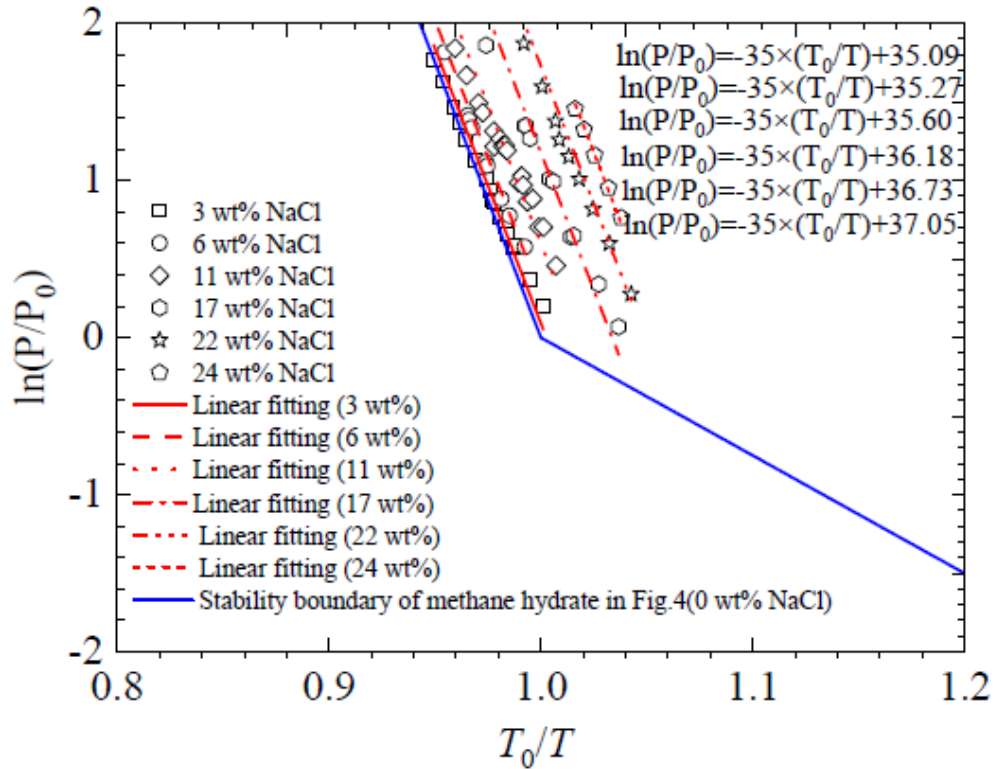 ln(P/P₀)=-35×(T₀/T)+35.09
ln(P/P₀)=-35×(T₀/T)+35.27
ln(P/P₀)=-35×(T₀/T)+35.60
ln(P/P₀)=-35×(T₀/T)+36.18
ln(P/P₀)=-35×(T₀/T)+36.73
ln(P/P₀)=-35×(T₀/T)+37.05
3 wt% NaCl
6 wt% NaCl
11 wt% NaCl
17 wt% NaCl
22 wt% NaCl
24 wt% NaCl
Linear fitting (3 wt%)
Linear fitting (6 wt%)
Linear fitting (11 wt%)
Linear fitting (17 wt%)
Linear fitting (22 wt%)
Linear fitting (24 wt%)
Stability boundary of methane hydrate in Fig.4(0 wt% NaCl)
ln(P/P₀)
2
1
0
-1
-2
0.8 0.9 1.0 1.1 1.2
T₀/T